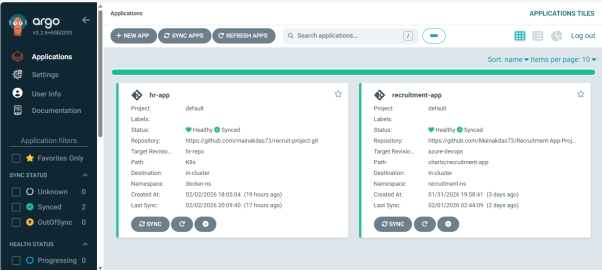 argo
v3.2.6+65b0293
Applications
Settings
User Info
Documentation
Application filters
Favorites Only
SYNC STATUS
Unknown 0
Synced 2
OutOfSync 0
HEALTH STATUS
Progressing 0
Applications
APPLICATIONS TILES
+ NEW APP
SYNC APPS
REFRESH APPS
Search applications...
/
Log out
Sort: name Items per page: 10
hr-app
Project: default
Labels:
Status: Healthy Synced
Repository: https://github.com/Mainakdas73/recruit-project.git
Target Revisio... hr-repo
Path: K8s
Destination: in-cluster
Namespace: docker-ns
Created At: 02/02/2026 18:05:04 (19 hours ago)
Last Sync: 02/02/2026 20:09:40 (17 hours ago)
SYNC
recruitment-app
Project: default
Labels:
Status: Healthy Synced
Repository: https://github.com/Mainakdas73/Recruitment-App-Proj...
Target Revisio... azure-devops
Path: charts/recruitment-app
Destination: in-cluster
Namespace: recruitment-ns
Created At: 01/31/2026 19:58:41 (3 days ago)
Last Sync: 02/01/2026 02:44:09 (2 days ago)
SYNC